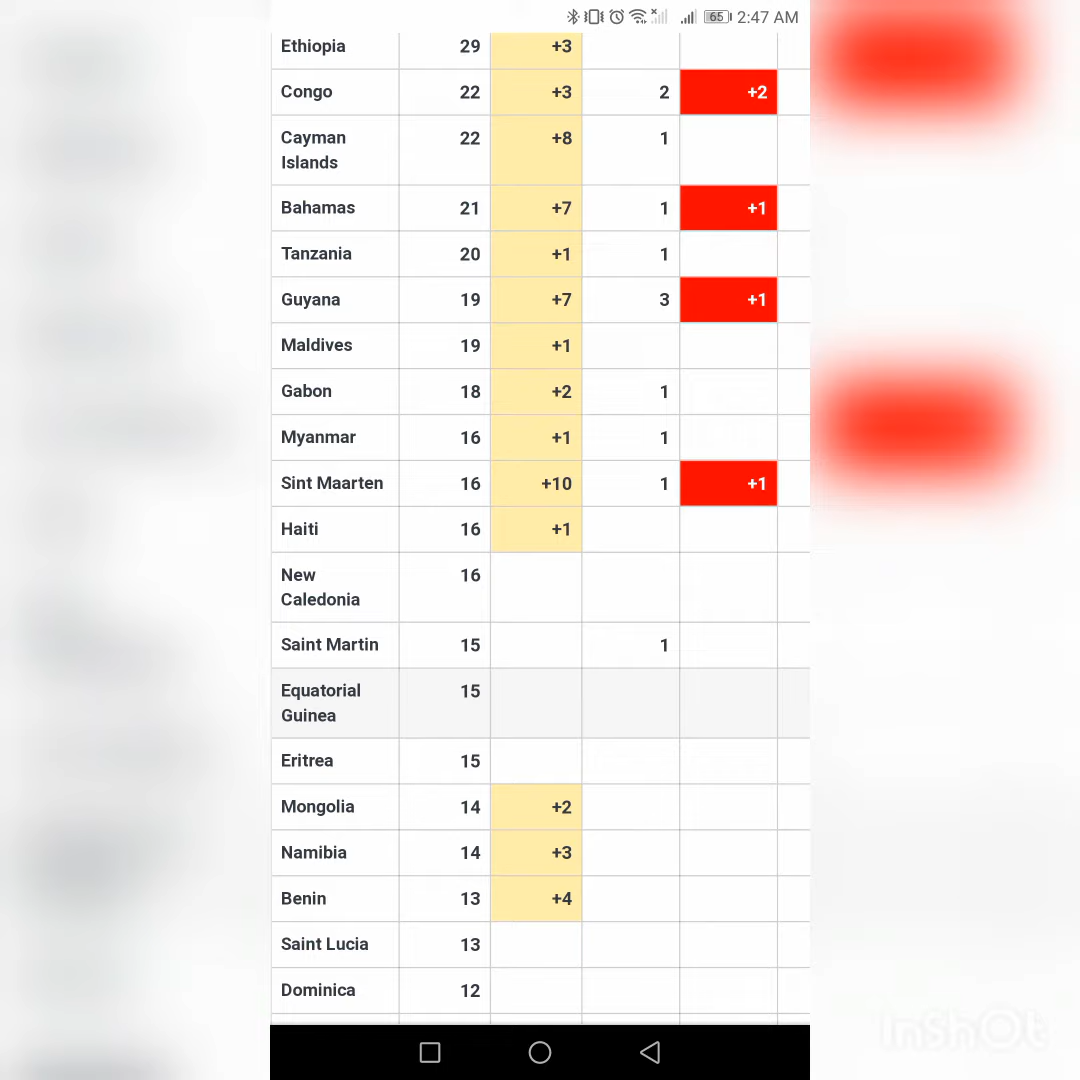 65 2:47 AM
Ethiopia 29 +3
Congo 22 +3 2 +2
Cayman 22 +8 1
Islands
Bahamas 21 +7 1 +1
Tanzania 20 +1 1
Guyana 19 +7 3 +1
Maldives 19 +1
Gabon 18 +2 1
Myanmar 16 +1 1
Sint Maarten 16 +10 1 +1
Haiti 16 +1
New 16
Caledonia
Saint Martin 15 1
Equatorial 15
Guinea
Eritrea 15
Mongolia 14 +2
Namibia 14 +3
Benin 13 +4
Saint Lucia 13
Dominica 12
InShOt